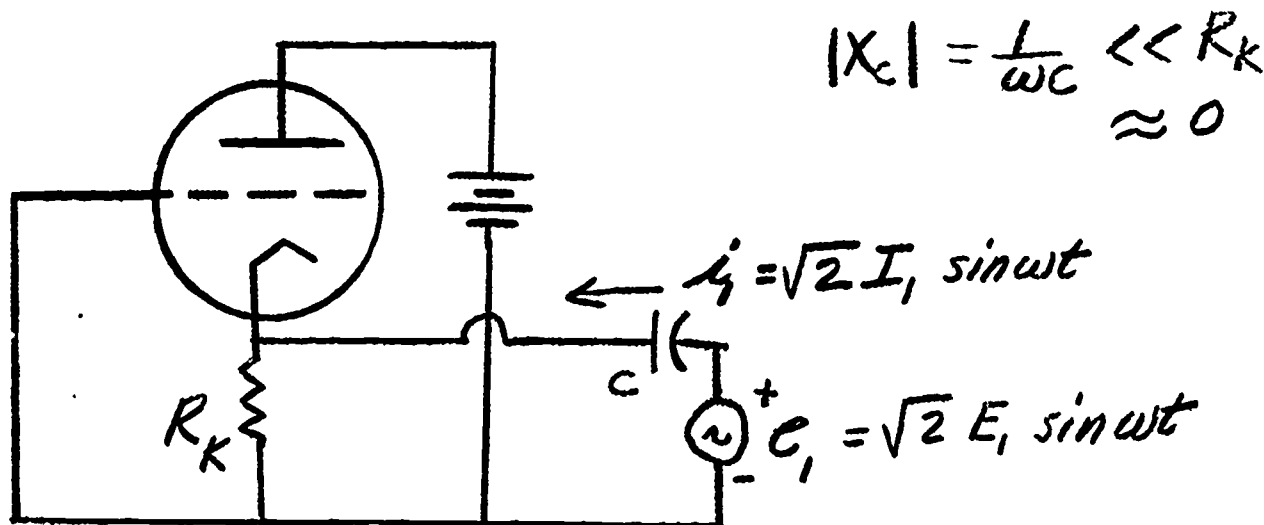 |X_c| = 1/ωC << R_K
≈ 0
i_1 = √2 I_1 sin ωt
C
R_K
+
~ e_1 = √2 E_1 sin ωt
-